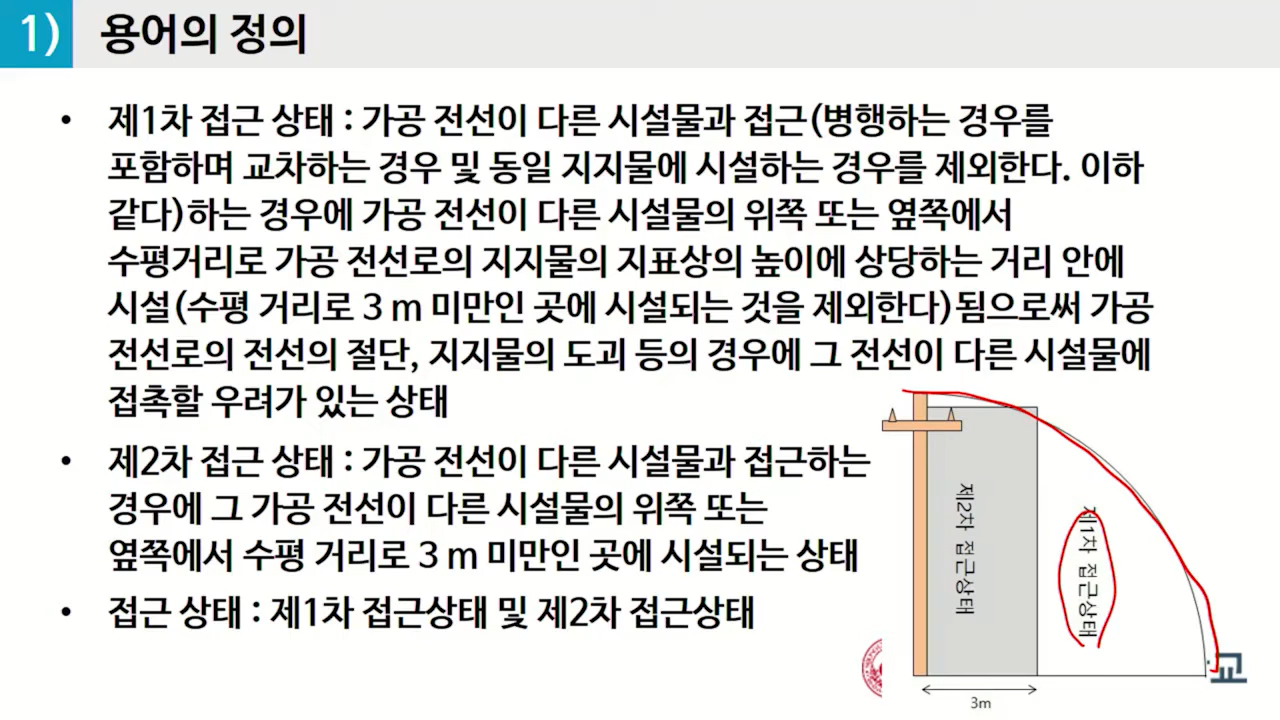 1) 용어의 정의
• 제1차 접근 상태 : 가공 전선이 다른 시설물과 접근(병행하는 경우를
포함하며 교차하는 경우 및 동일 지지물에 시설하는 경우를 제외한다. 이하
같다)하는 경우에 가공 전선이 다른 시설물의 위쪽 또는 옆쪽에서
수평거리로 가공 전선로의 지지물의 지표상의 높이에 상당하는 거리 안에
시설(수평 거리로 3 m 미만인 곳에 시설되는 것을 제외한다)됨으로써 가공
전선로의 전선의 절단, 지지물의 도괴 등의 경우에 그 전선이 다른 시설물에
접촉할 우려가 있는 상태
• 제2차 접근 상태 : 가공 전선이 다른 시설물과 접근하는
경우에 그 가공 전선이 다른 시설물의 위쪽 또는
옆쪽에서 수평 거리로 3 m 미만인 곳에 시설되는 상태
• 접근 상태 : 제1차 접근상태 및 제2차 접근상태
제2차 접근상태
제1차 접근상태
3m
교